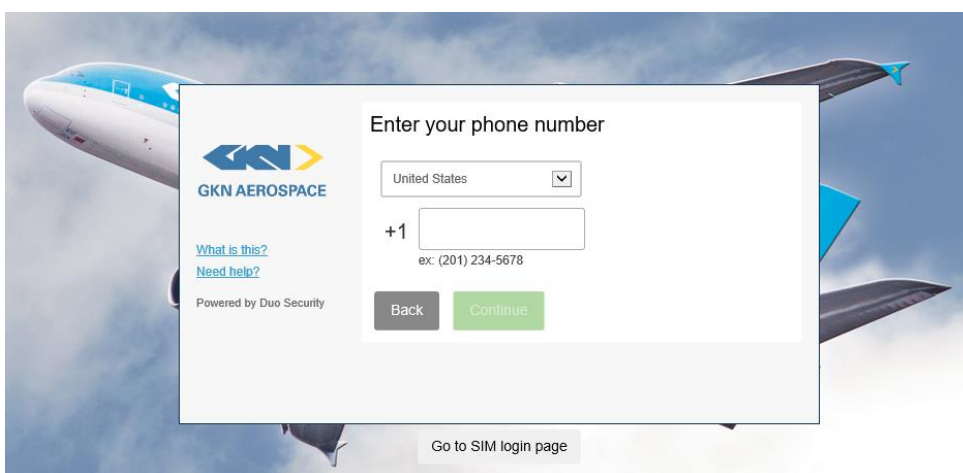 GKN
GKN AEROSPACE
What is this?
Need help?
Powered by Duo Security
Enter your phone number
United States
+1
ex: (201) 234-5678
Back
Continue
Go to SIM login page